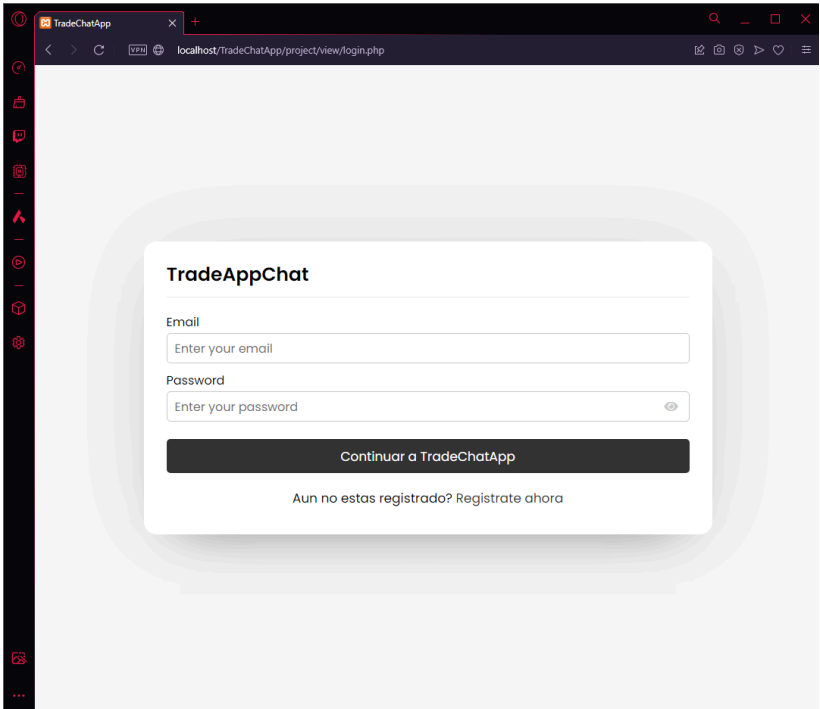 TradeChatApp
VPN
localhost/TradeChatApp/project/view/login.php
TradeAppChat
Email
Enter your email
Password
Enter your password
Continuar a TradeChatApp
Aun no estas registrado? Registrate ahora